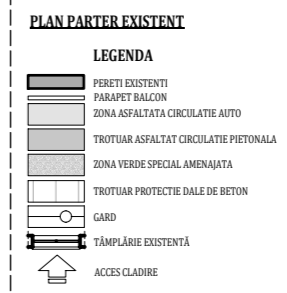 PLAN PARTER EXISTENT
LEGENDA
PERETI EXISTENTI
PARAPET BALCON
ZONA ASFALTATA CIRCULATIE AUTO
TROTUAR ASFALTAT CIRCULATIE PIETONALA
ZONA VERDE SPECIAL AMENAJATA
TROTUAR PROTECTIE DALE DE BETON
GARD
TÂMPLĂRIE EXISTENTĂ
ACCES CLADIRE